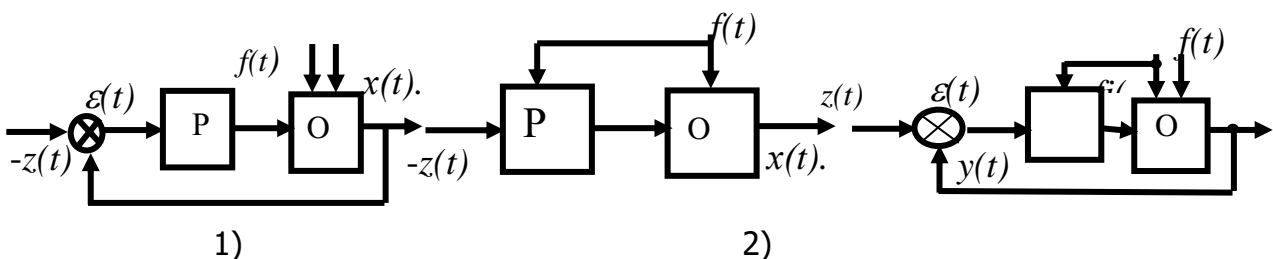 f(t)
ε(t)
P
O
x(t).
-z(t)
1)
f(t)
P
O
-z(t)
x(t).
2)
z(t)
ε(t)
f(t)
O
y(t)